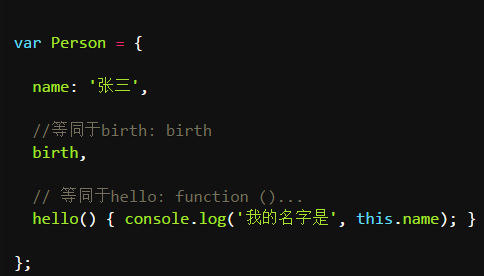 var Person = {
name: '张三',
//等同于birth: birth
birth,
// 等同于hello: function ()...
hello() { console.log('我的名字是', this.name); }
};